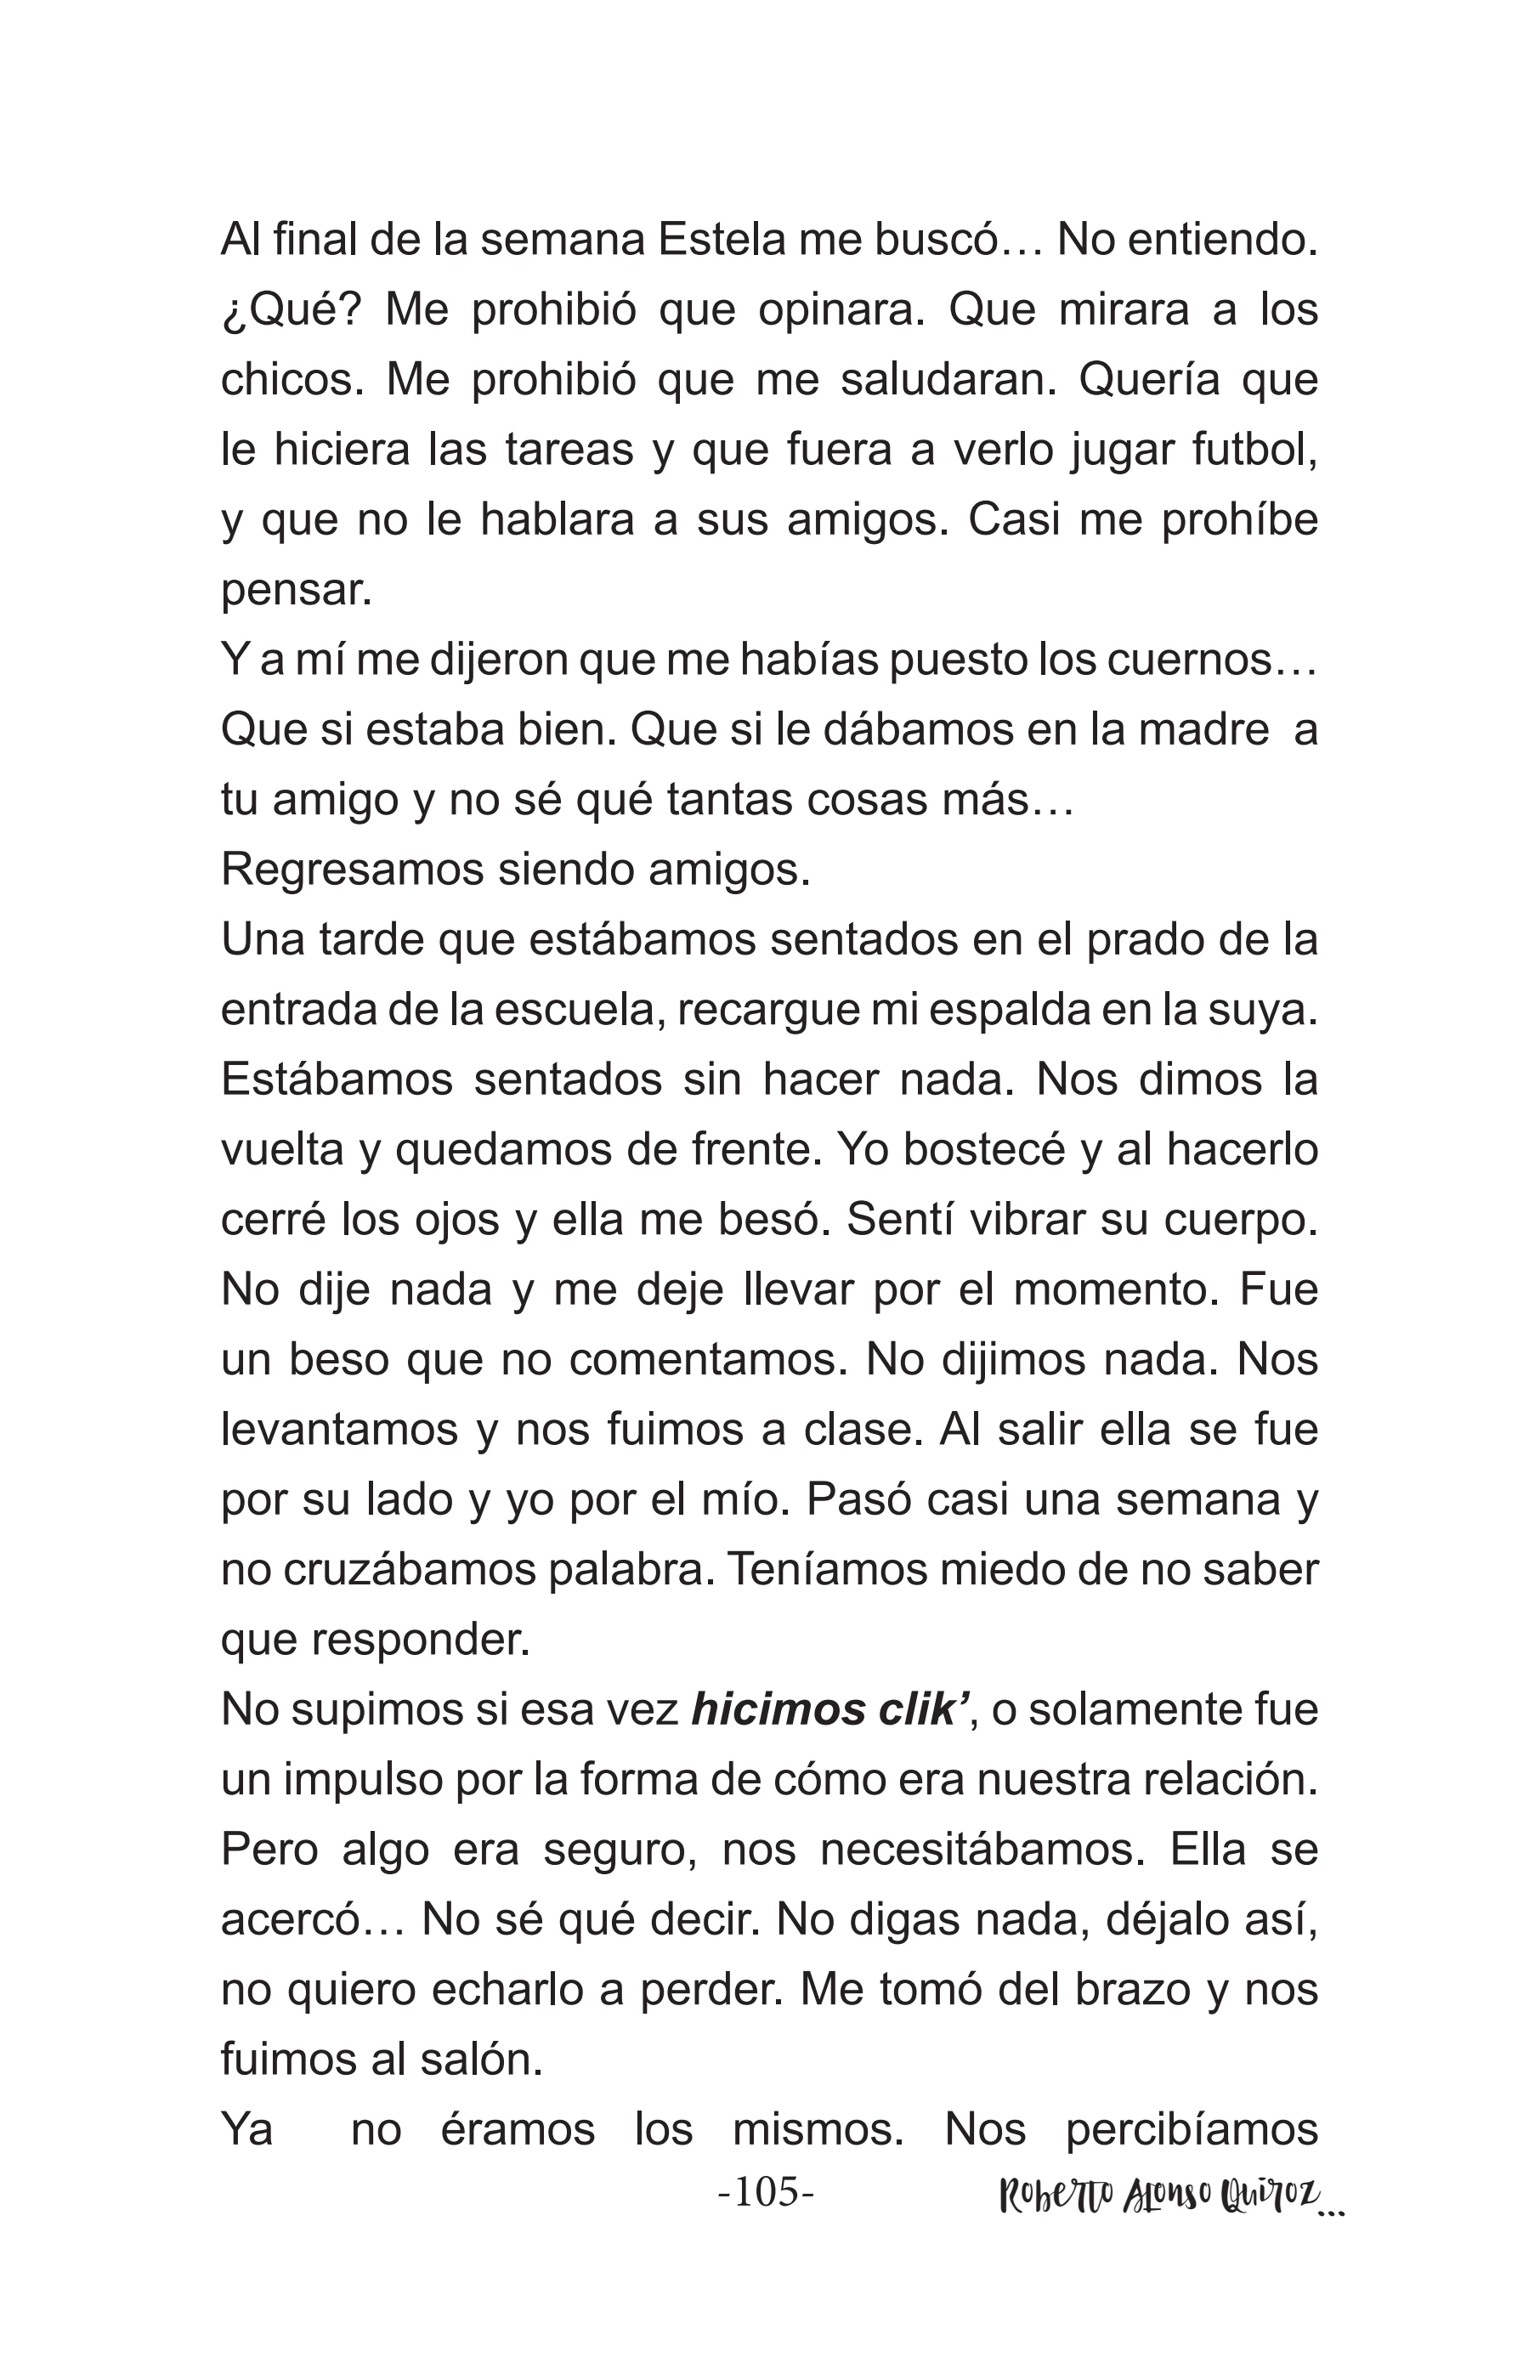 Al final de la semana Estela me buscó… No entiendo.
¿Qué? Me prohibió que opinara. Que mirara a los
chicos. Me prohibió que me saludaran. Quería que
le hiciera las tareas y que fuera a verlo jugar futbol,
y que no le hablara a sus amigos. Casi me prohíbe
pensar.
Y a mí me dijeron que me habías puesto los cuernos…
Que si estaba bien. Que si le dábamos en la madre  a
tu amigo y no sé qué tantas cosas más…
Regresamos siendo amigos.
Una tarde que estábamos sentados en el prado de la
entrada de la escuela, recargue mi espalda en la suya.
Estábamos sentados sin hacer nada. Nos dimos la
vuelta y quedamos de frente. Yo bostecé y al hacerlo
cerré los ojos y ella me besó. Sentí vibrar su cuerpo.
No dije nada y me deje llevar por el momento. Fue
un beso que no comentamos. No dijimos nada. Nos
levantamos y nos fuimos a clase. Al salir ella se fue
por su lado y yo por el mío. Pasó casi una semana y
no cruzábamos palabra. Teníamos miedo de no saber
que responder.
No supimos si esa vez hicimos clik’, o solamente fue
un impulso por la forma de cómo era nuestra relación.
Pero algo era seguro, nos necesitábamos. Ella se
acercó… No sé qué decir. No digas nada, déjalo así,
no quiero echarlo a perder. Me tomó del brazo y nos
fuimos al salón.
Ya  no éramos los mismos. Nos percibíamos
-105- Roberto Alonso Quiroz...